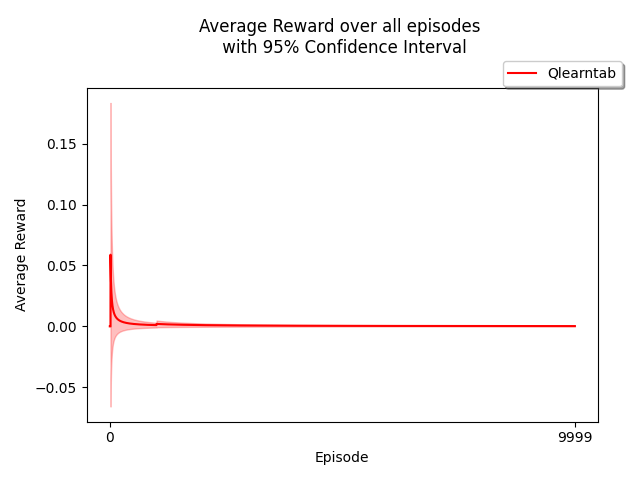 Average Reward over all episodes
with 95% Confidence Interval
Qlearntab
0.15
0.10
0.05
0.00
−0.05
Average Reward
0
9999
Episode